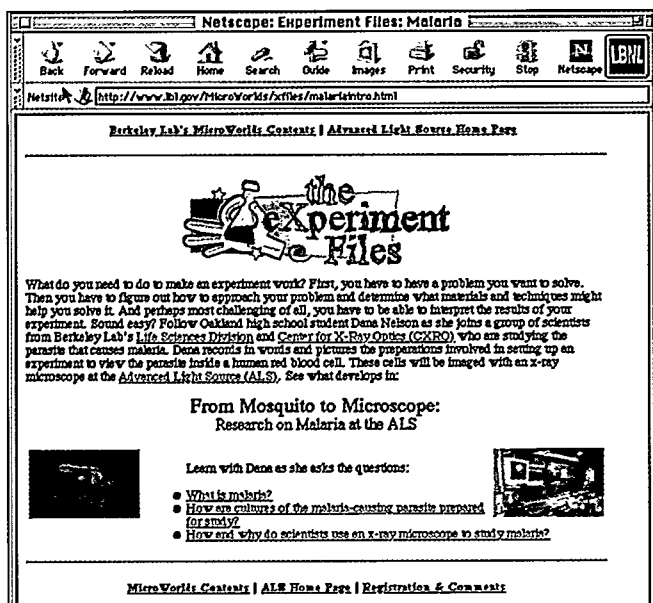 Netscape: Experiment Files: Malaria
Back Forward Reload Home Search Guide Images Print Security Stop Netscape
LBNL
Netsite http://www.lbl.gov/MicroWorlds/xfiles/malariaintro.html
Berkeley Lab's MicroWorlds Contents | Advanced Light Source Home Page
the
eXperiment
Files
What do you need to do to make an experiment work? First, you have to have a problem you want to solve.
Then you have to figure out how to approach your problem and determine what materials and techniques might
help you solve it. And perhaps most challenging of all, you have to be able to interpret the results of your
experiment. Sound easy? Follow Oakland high school student Dana Nelson as she joins a group of scientists
from Berkeley Lab's Life Sciences Division and Center for X-Ray Optics (CXRO) who are studying the
parasite that causes malaria. Dana records in words and pictures the preparations involved in setting up an
experiment to view the parasite inside a human red blood cell. These cells will be imaged with an x-ray
microscope at the Advanced Light Source (ALS). See what develops in:
From Mosquito to Microscope:
Research on Malaria at the ALS
Learn with Dana as she asks the questions:
• What is malaria?
• How are cultures of the malaria-causing parasite prepared
for study?
• How and why do scientists use an x-ray microscope to study malaria?
MicroWorlds Contents | ALS Home Page | Registration & Comments